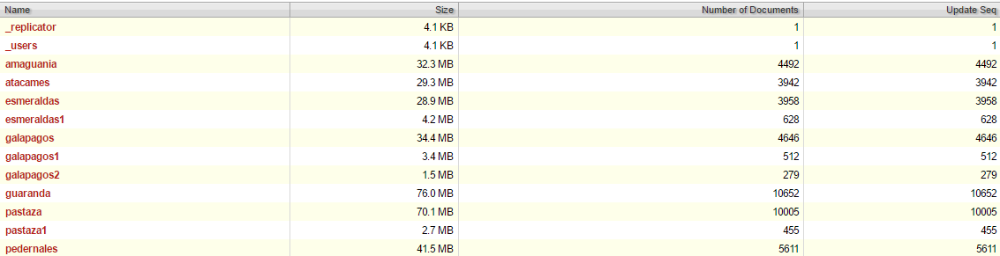 Name Size Number of Documents Update Seq
_replicator 4.1 KB 1 1
_users 4.1 KB 1 1
amaguania 32.3 MB 4492 4492
atacames 29.3 MB 3942 3942
esmeraldas 28.9 MB 3958 3958
esmeraldas1 4.2 MB 628 628
galapagos 34.4 MB 4646 4646
galapagos1 3.4 MB 512 512
galapagos2 1.5 MB 279 279
guaranda 76.0 MB 10652 10652
pastaza 70.1 MB 10005 10005
pastaza1 2.7 MB 455 455
pedernales 41.5 MB 5611 5611